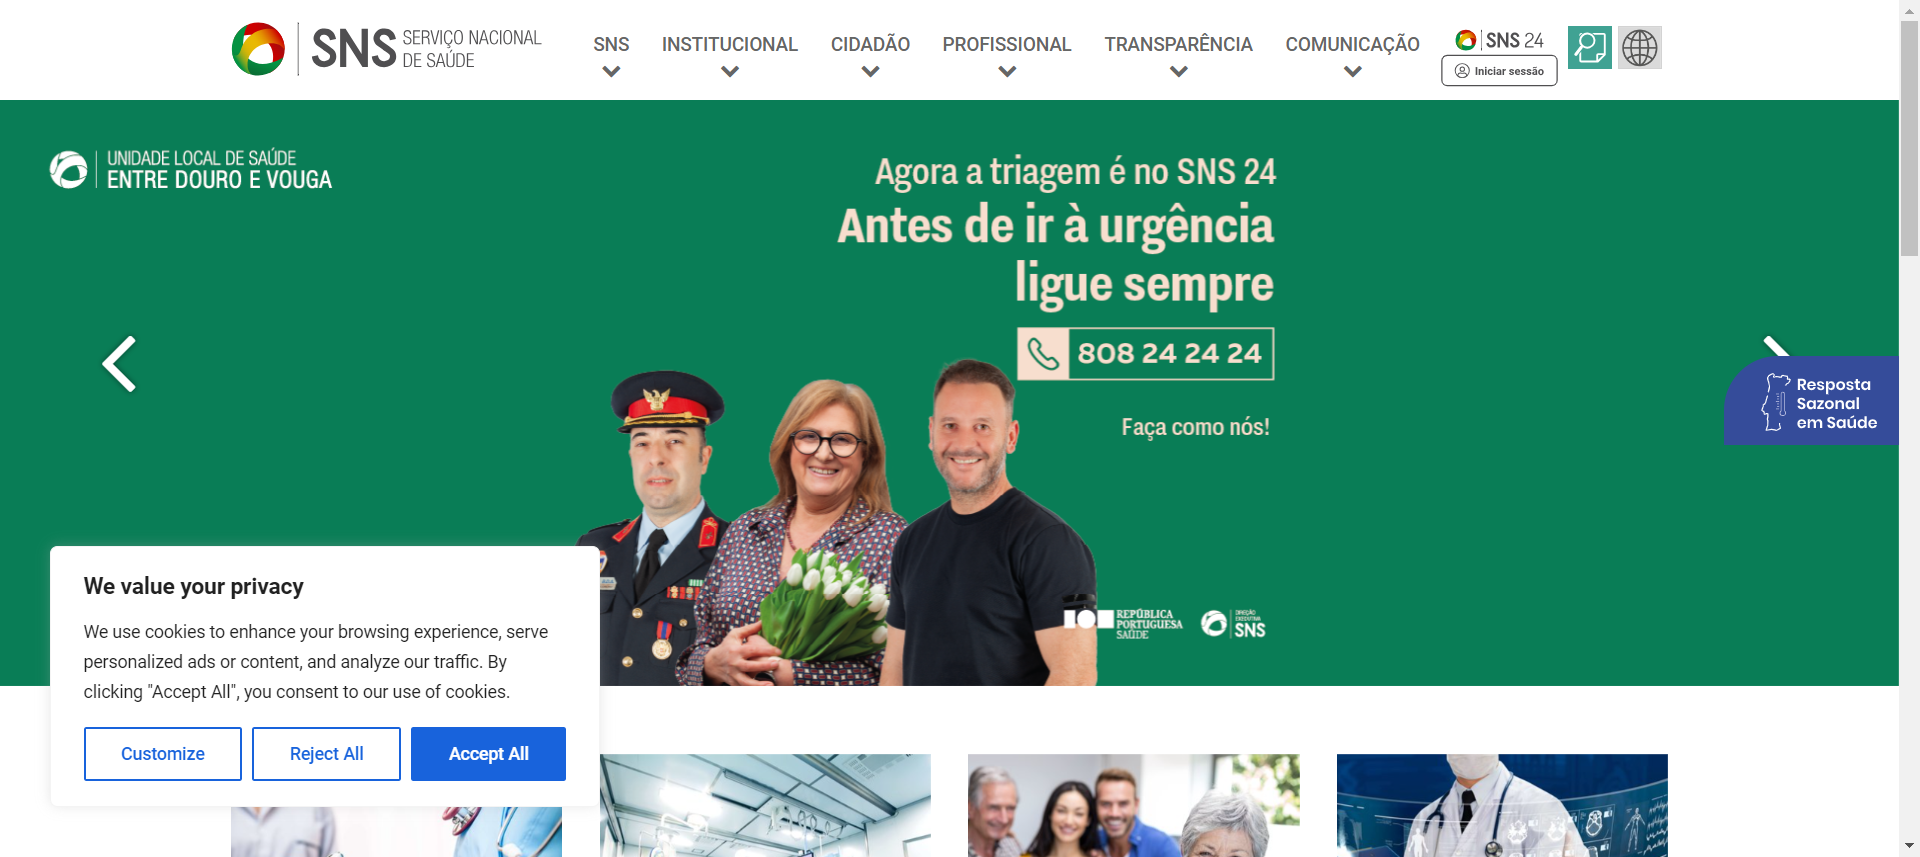 SNS SERVIÇO NACIONAL
DE SAÚDE
SNS
INSTITUCIONAL
CIDADÃO
PROFISSIONAL
TRANSPARÊNCIA
COMUNICAÇÃO
SNS 24
Iniciar sessão
UNIDADE LOCAL DE SAÚDE
ENTRE DOURO E VOUGA
Agora a triagem é no SNS 24
Antes de ir à urgência
ligue sempre
808 24 24 24
Faça como nós!
Resposta
Sazonal
em Saúde
REPÚBLICA
PORTUGUESA
SAÚDE
DIREÇÃO
EXECUTIVA
SNS
We value your privacy
We use cookies to enhance your browsing experience, serve
personalized ads or content, and analyze our traffic. By
clicking "Accept All", you consent to our use of cookies.
Customize
Reject All
Accept All